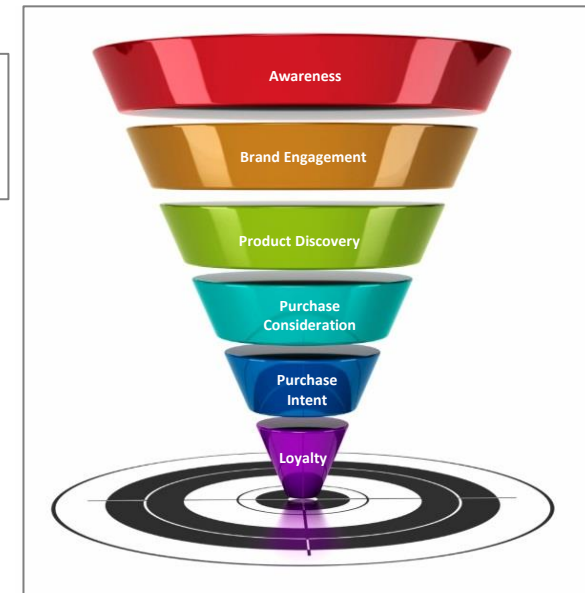 Awareness
Brand Engagement
Product Discovery
Purchase
Consideration
Purchase
Intent
Loyalty